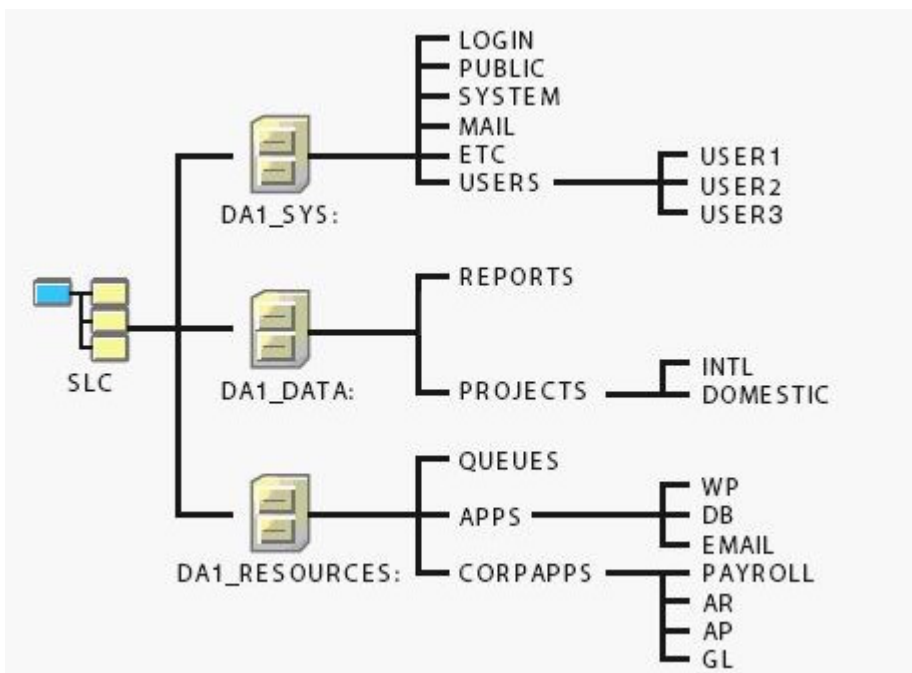 LOGIN
PUBLIC
SYSTEM
MAIL
ETC
USERS
USER1
USER2
USER3
DA1_SYS:
SLC
REPORTS
DA1_DATA:
PROJECTS
INTL
DOMESTIC
QUEUES
APPS
WP
DB
EMAIL
DA1_RESOURCES:
CORPAPPS
PAYROLL
AR
AP
GL